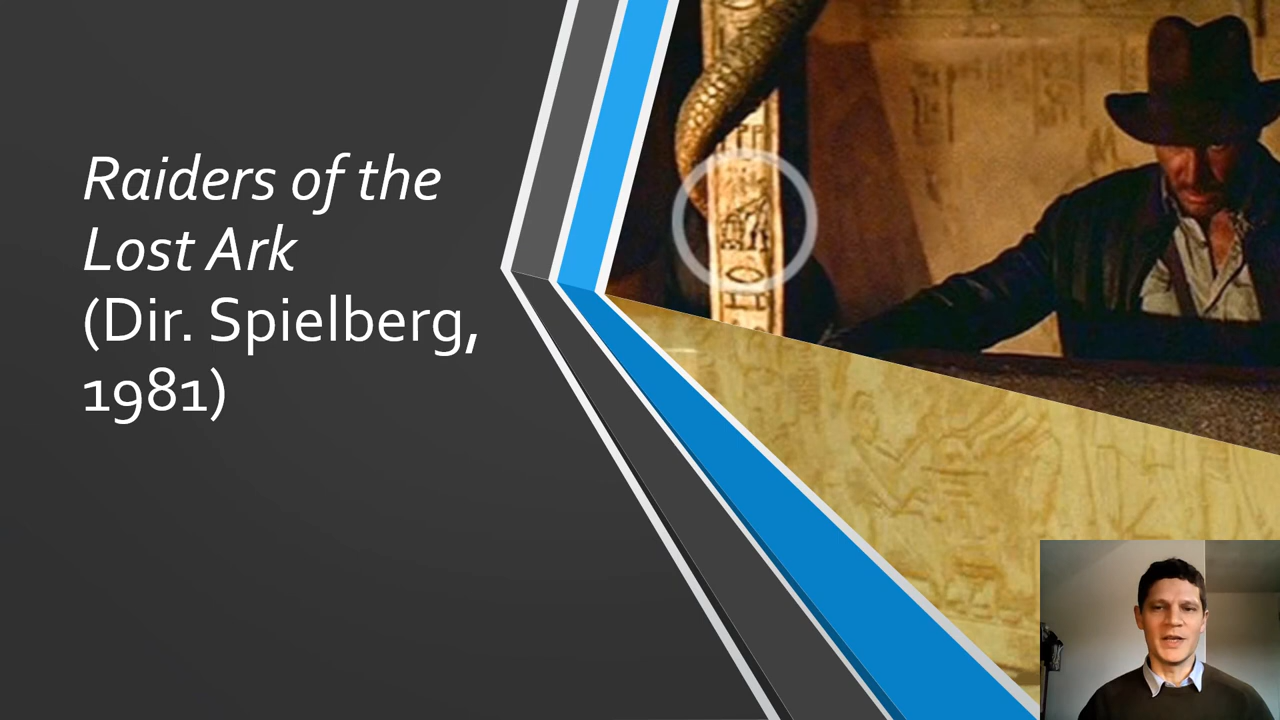 Raiders of the
Lost Ark
(Dir. Spielberg,
1981)